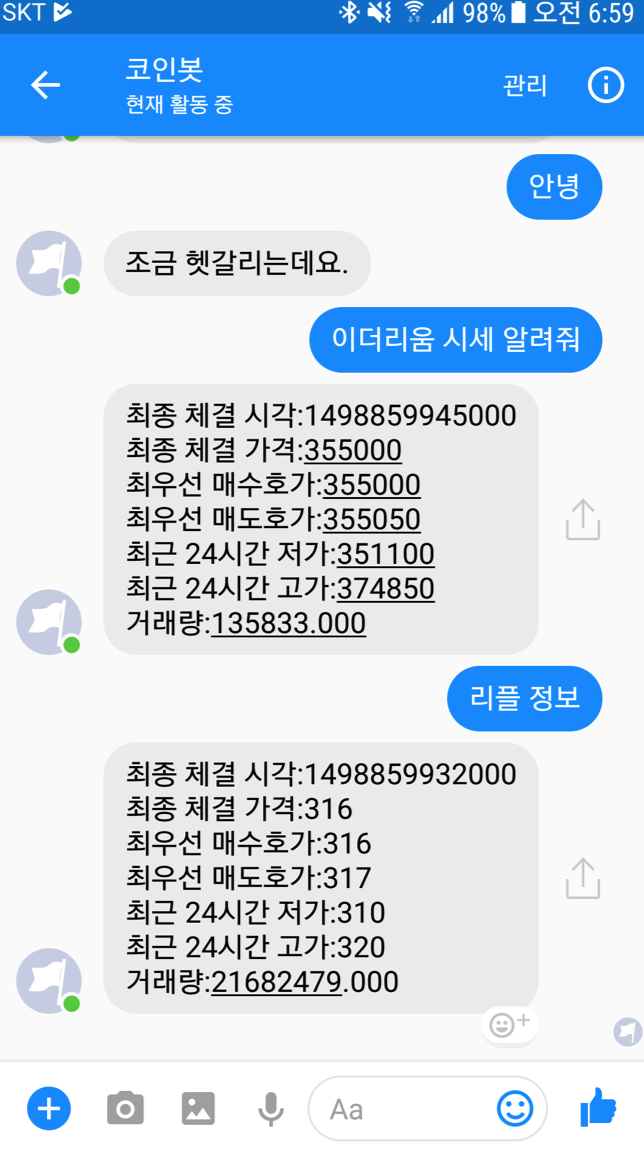 SKT 98% 오전 6:59
코인봇
현재 활동 중
관리
안녕
조금 헷갈리는데요.
이더리움 시세 알려줘
최종 체결 시각:1498859945000
최종 체결 가격:355000
최우선 매수호가:355000
최우선 매도호가:355050
최근 24시간 저가:351100
최근 24시간 고가:374850
거래량:135833.000
리플 정보
최종 체결 시각:1498859932000
최종 체결 가격:316
최우선 매수호가:316
최우선 매도호가:317
최근 24시간 저가:310
최근 24시간 고가:320
거래량:21682479.000
Aa